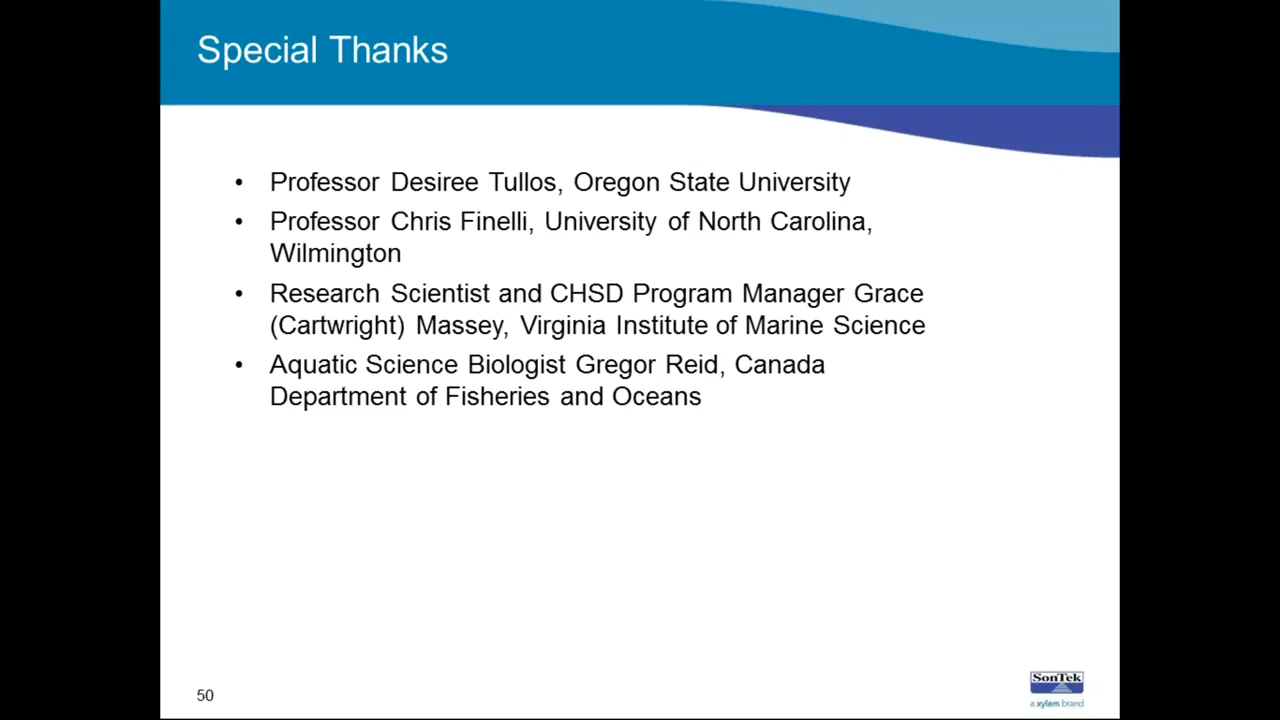 Special Thanks
• Professor Desiree Tullos, Oregon State University
• Professor Chris Finelli, University of North Carolina,
Wilmington
• Research Scientist and CHSD Program Manager Grace
(Cartwright) Massey, Virginia Institute of Marine Science
• Aquatic Science Biologist Gregor Reid, Canada
Department of Fisheries and Oceans
50
SonTek
a xylem brand